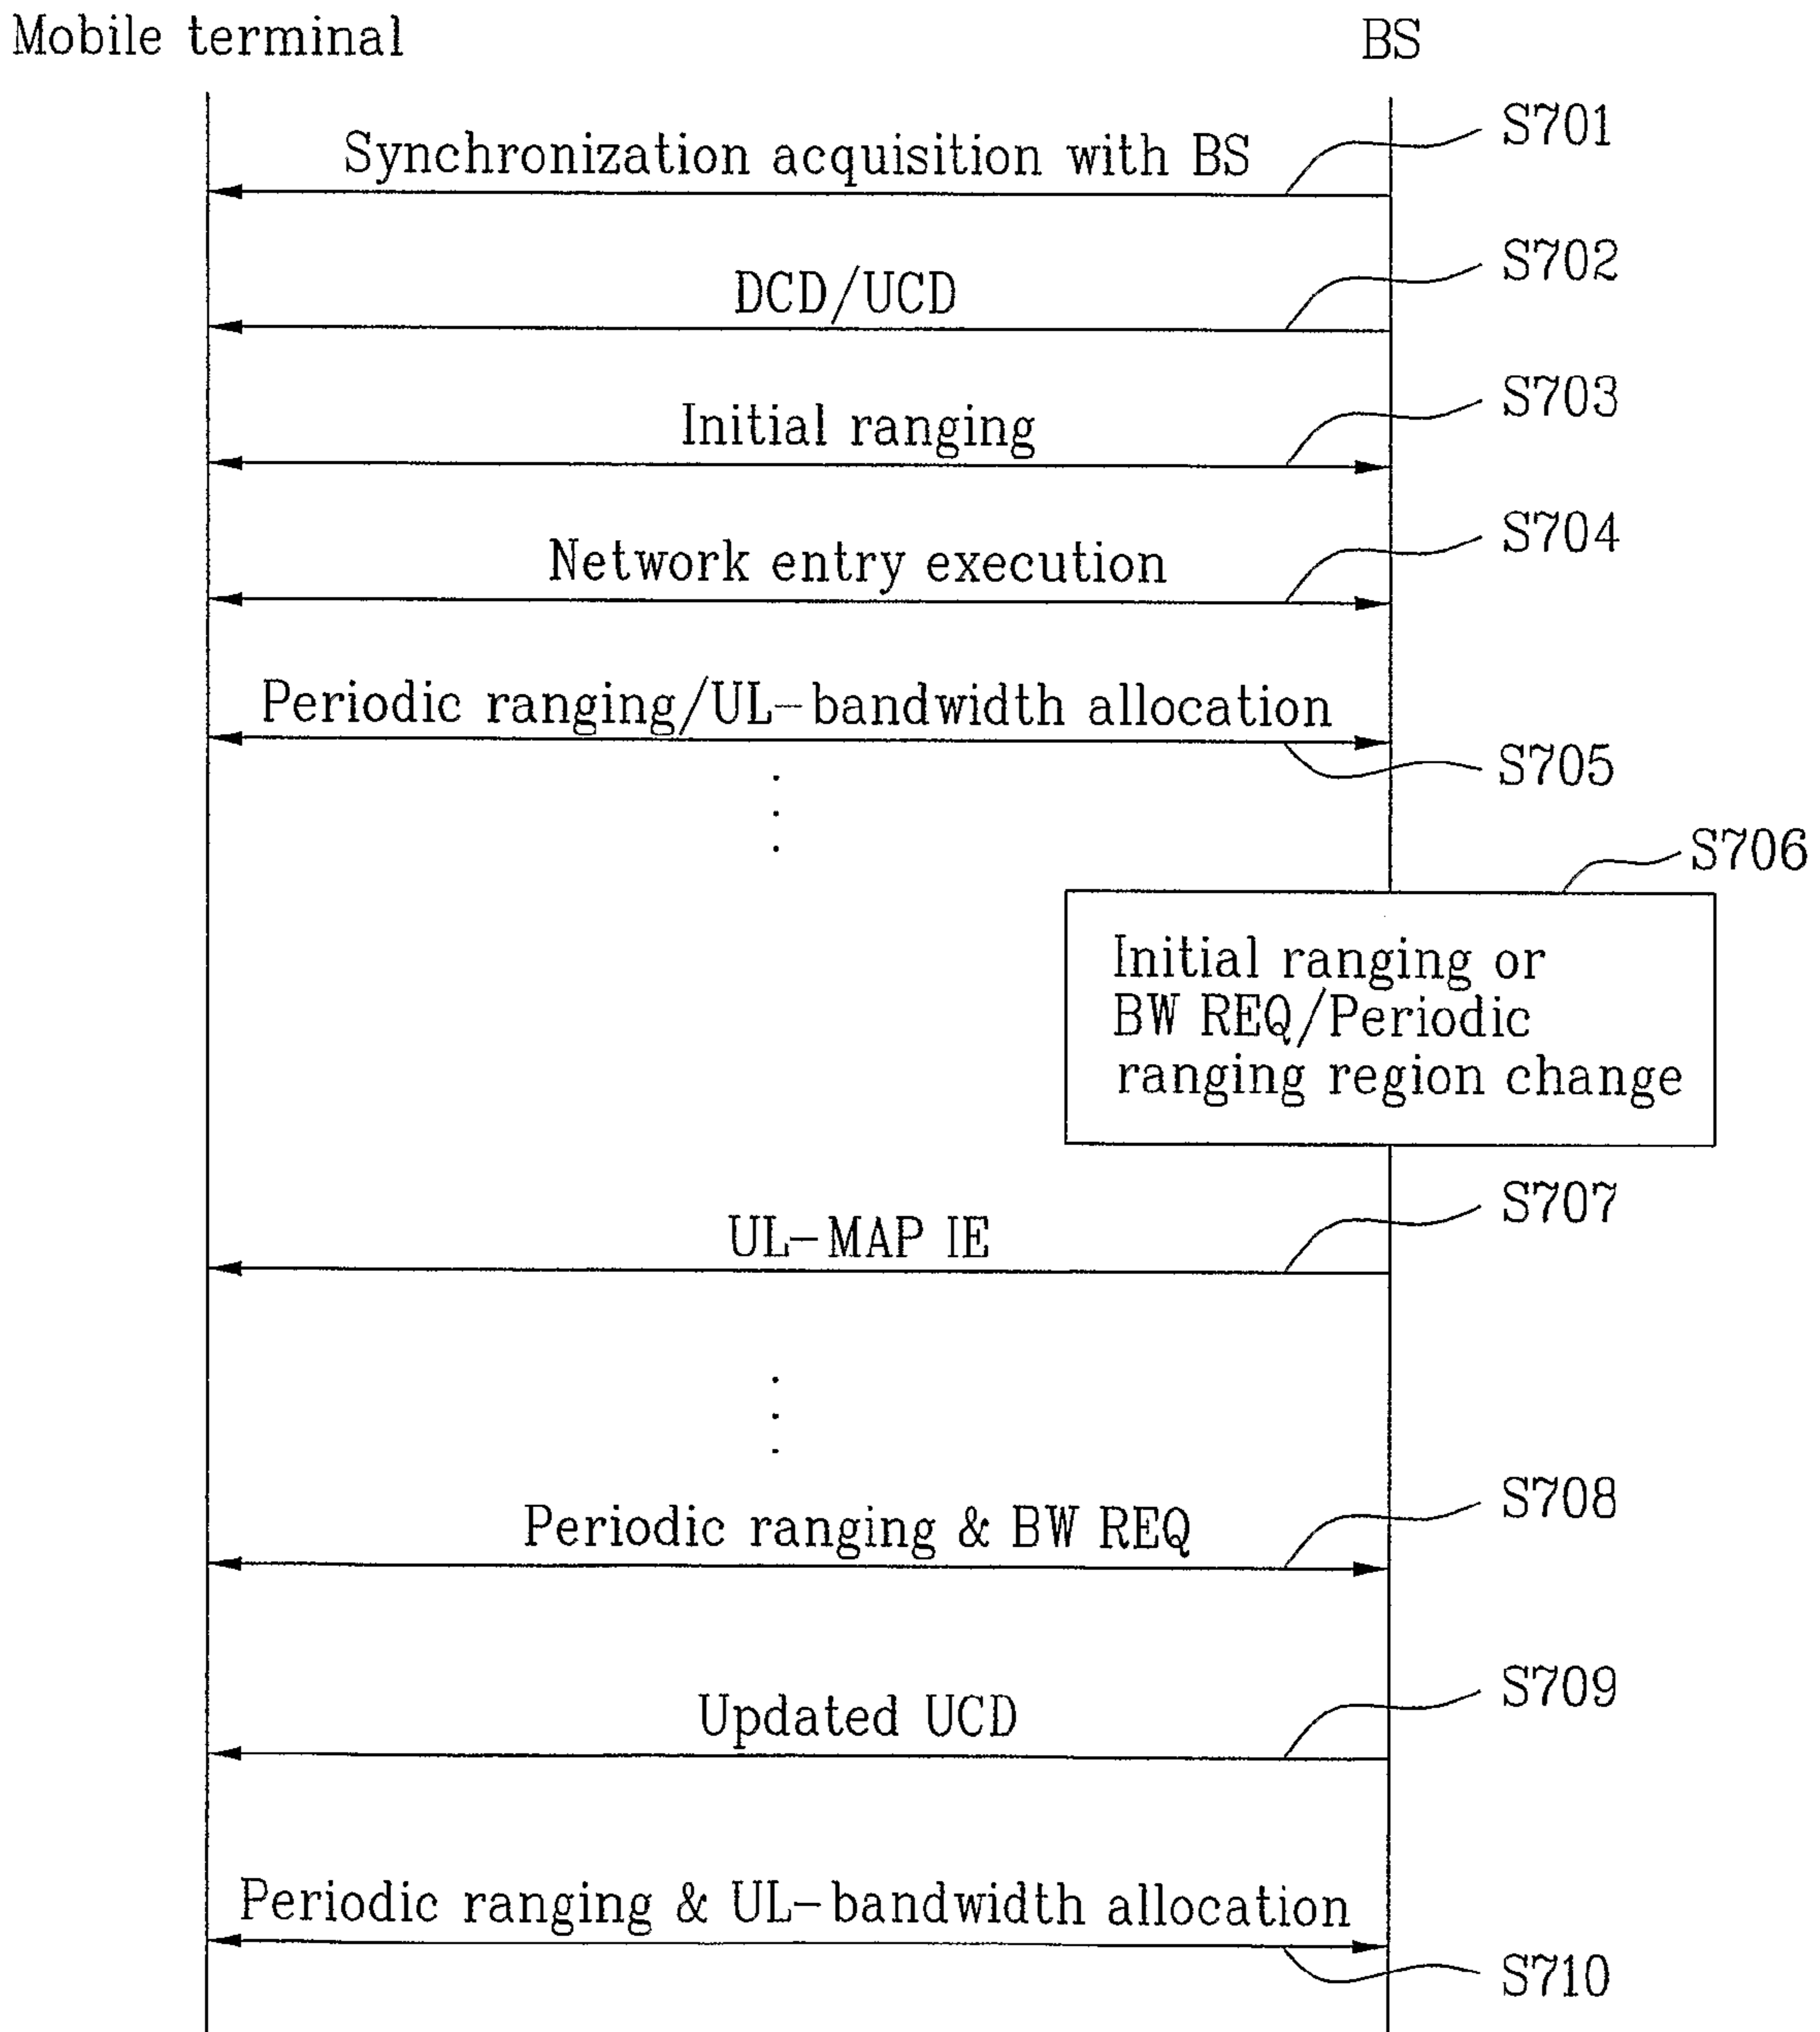 Mobile terminal
BS
Synchronization acquisition with BS
S701
DCD/UCD
S702
Initial ranging
S703
Network entry execution
S704
Periodic ranging/UL-bandwidth allocation
S705
S706
Initial ranging or
BW REQ/Periodic
ranging region change
UL-MAP IE
S707
Periodic ranging & BW REQ
S708
Updated UCD
S709
Periodic ranging & UL-bandwidth allocation
S710